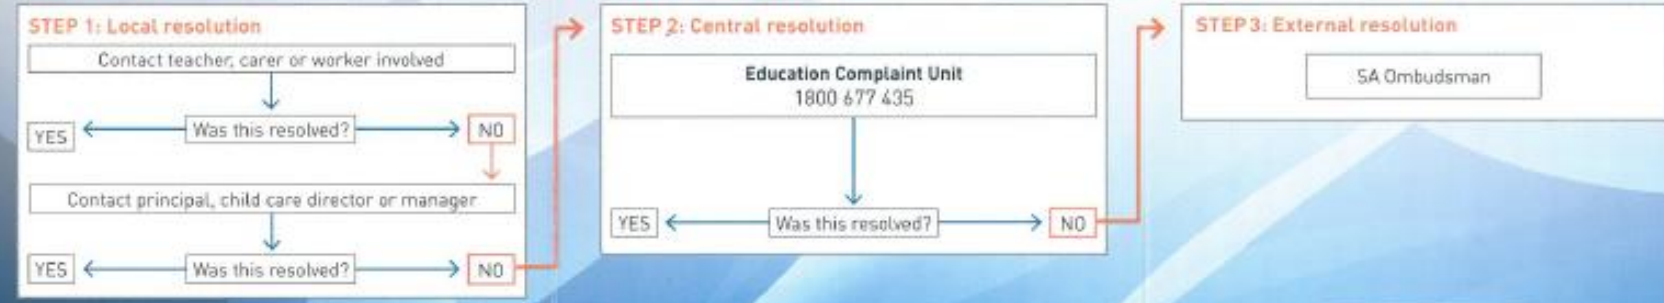 STEP 1: Local resolution
Contact teacher, carer or worker involved
Was this resolved?
YES
NO
Contact principal, child care director or manager
Was this resolved?
YES
NO
STEP 2: Central resolution
Education Complaint Unit
1800 677 435
Was this resolved?
YES
NO
STEP 3: External resolution
SA Ombudsman